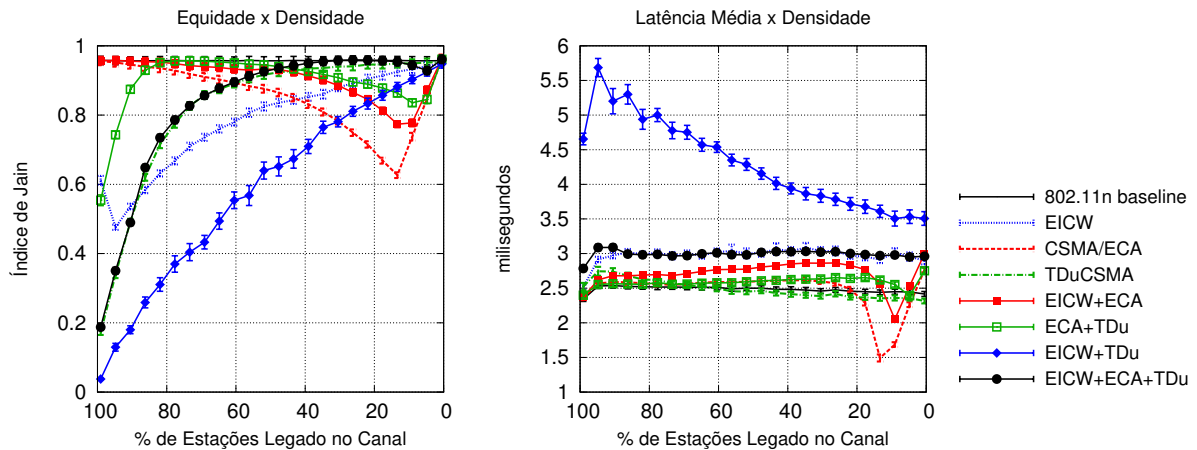 Equidade x Densidade
Índice de Jain
1
0.8
0.6
0.4
0.2
0
100 80 60 40 20 0
% de Estações Legado no Canal
Latência Média x Densidade
milisegundos
6
5.5
5
4.5
4
3.5
3
2.5
2
1.5
1
100 80 60 40 20 0
% de Estações Legado no Canal
802.11n baseline
EICW
CSMA/ECA
TDuCSMA
EICW+ECA
ECA+TDu
EICW+TDu
EICW+ECA+TDu